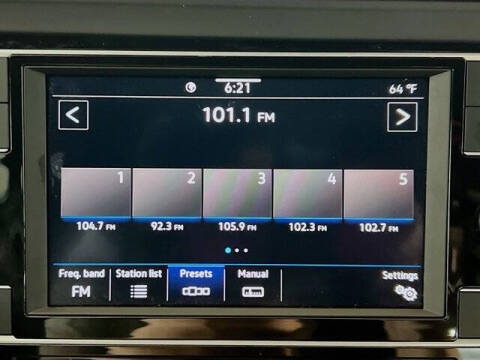 6:21
64 °F
101.1 FM
1 2 3 4 5
104.7 FM 92.3 FM 105.9 FM 102.3 FM 102.7 FM
Freq. band Station list Presets Manual Settings
FM